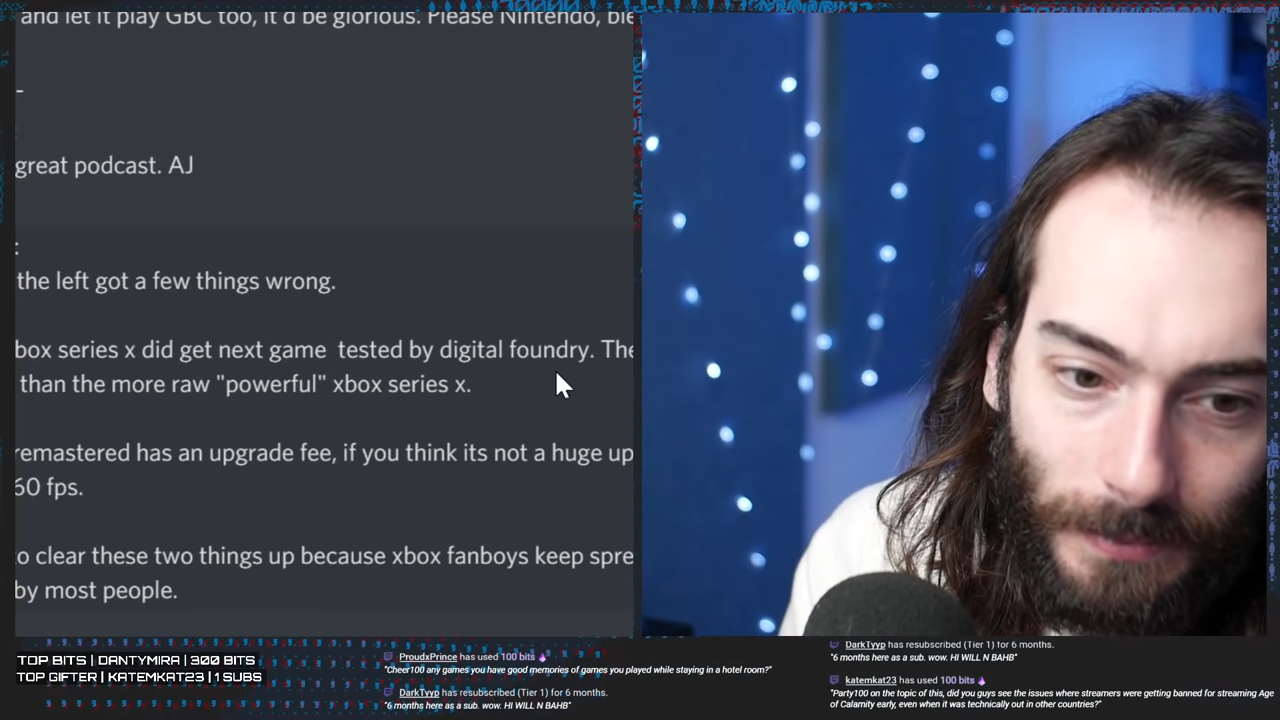 and let it play GBC too, it'd be glorious. Please Nintendo, ble
-
great podcast. AJ
:
the left got a few things wrong.
box series x did get next game tested by digital foundry. The
than the more raw "powerful" xbox series x.
remastered has an upgrade fee, if you think its not a huge up
60 fps.
to clear these two things up because xbox fanboys keep spre
by most people.
TOP BITS | DANTYMIRA | 300 BITS
TOP GIFTER | KATEMKAT23 | 1 SUBS
ProudxPrince has used 100 bits
"Cheer100 any games you have good memories of games you played while staying in a hotel room?"
DarkTyyp has resubscribed (Tier 1) for 6 months.
"6 months here as a sub. wow. HI WILL N BAHB"
DarkTyyp has resubscribed (Tier 1) for 6 months.
"6 months here as a sub. wow. HI WILL N BAHB"
katemkat23 has used 100 bits
"Party100 on the topic of this, did you guys see the issues where streamers were getting banned for streaming Age
of Calamity early, even when it was technically out in other countries?"